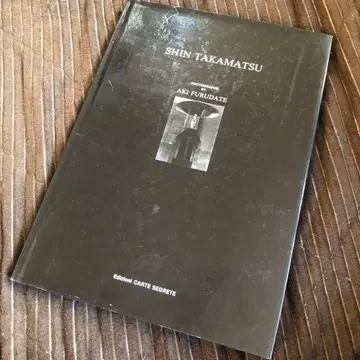 SHIN TAKAMATSU
PHOTOGRAPHS
BY
AKI FURUDATE
Edizioni CARTE SEGRETE